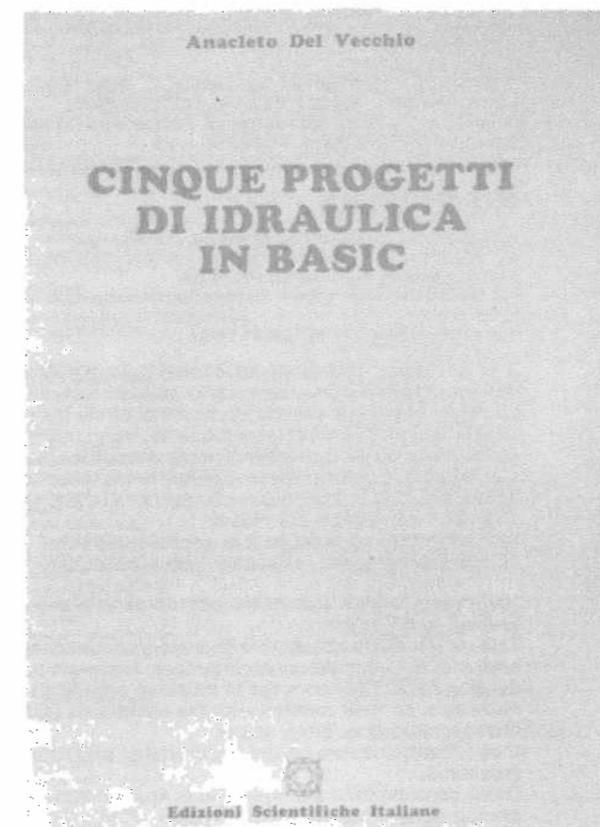 Anacleto Del Vecchio
CINQUE PROGETTI
DI IDRAULICA
IN BASIC
Edizioni Scientifiche Italiane